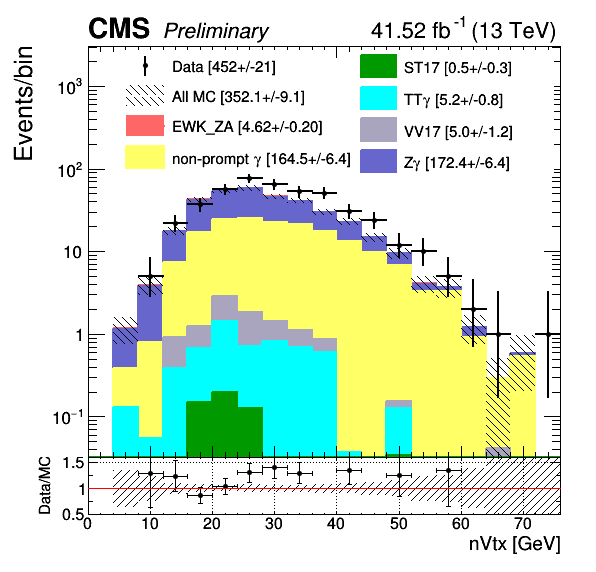 CMS Preliminary 41.52 fb⁻¹ (13 TeV)
Events/bin
Data [452+/-21]
All MC [352.1+/-9.1]
EWK_ZA [4.62+/-0.20]
non-prompt γ [164.5+/-6.4]
ST17 [0.5+/-0.3]
TTγ [5.2+/-0.8]
VV17 [5.0+/-1.2]
Zγ [172.4+/-6.4]
10³
10²
10
1
10⁻¹
Data/MC
1.5
1
0.5
0 10 20 30 40 50 60 70
nVtx [GeV]